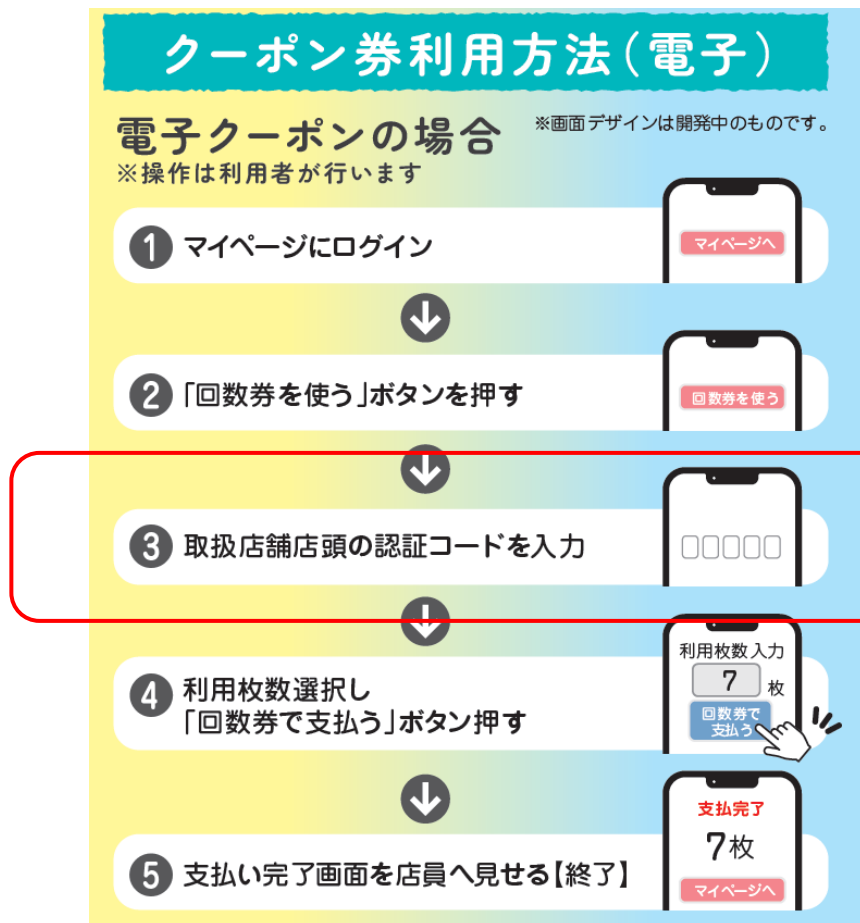 クーポン券利用方法(電子)
電子クーポンの場合
※画面デザインは開発中のものです。
※操作は利用者が行います
1 マイページにログイン
マイページへ
2 「回数券を使う」ボタンを押す
回数券を使う
3 取扱店舗店頭の認証コードを入力
4 利用枚数選択し
「回数券で支払う」ボタン押す
利用枚数入力
7 枚
回数券で
支払う
5 支払い完了画面を店員へ見せる【終了】
支払完了
7枚
マイページへ